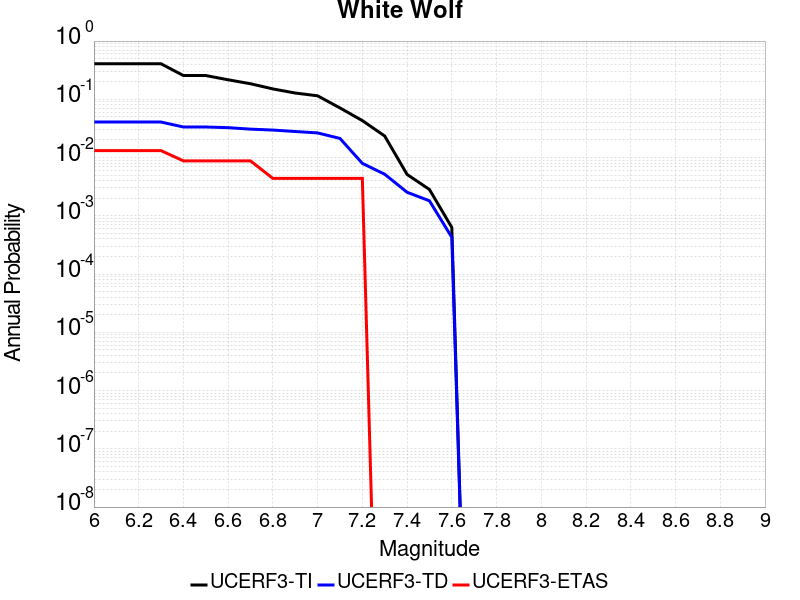 White Wolf
10^0
10^-1
10^-2
10^-3
10^-4
10^-5
10^-6
10^-7
10^-8
Annual Probability
6 6.2 6.4 6.6 6.8 7 7.2 7.4 7.6 7.8 8 8.2 8.4 8.6 8.8 9
Magnitude
UCERF3-TI UCERF3-TD UCERF3-ETAS